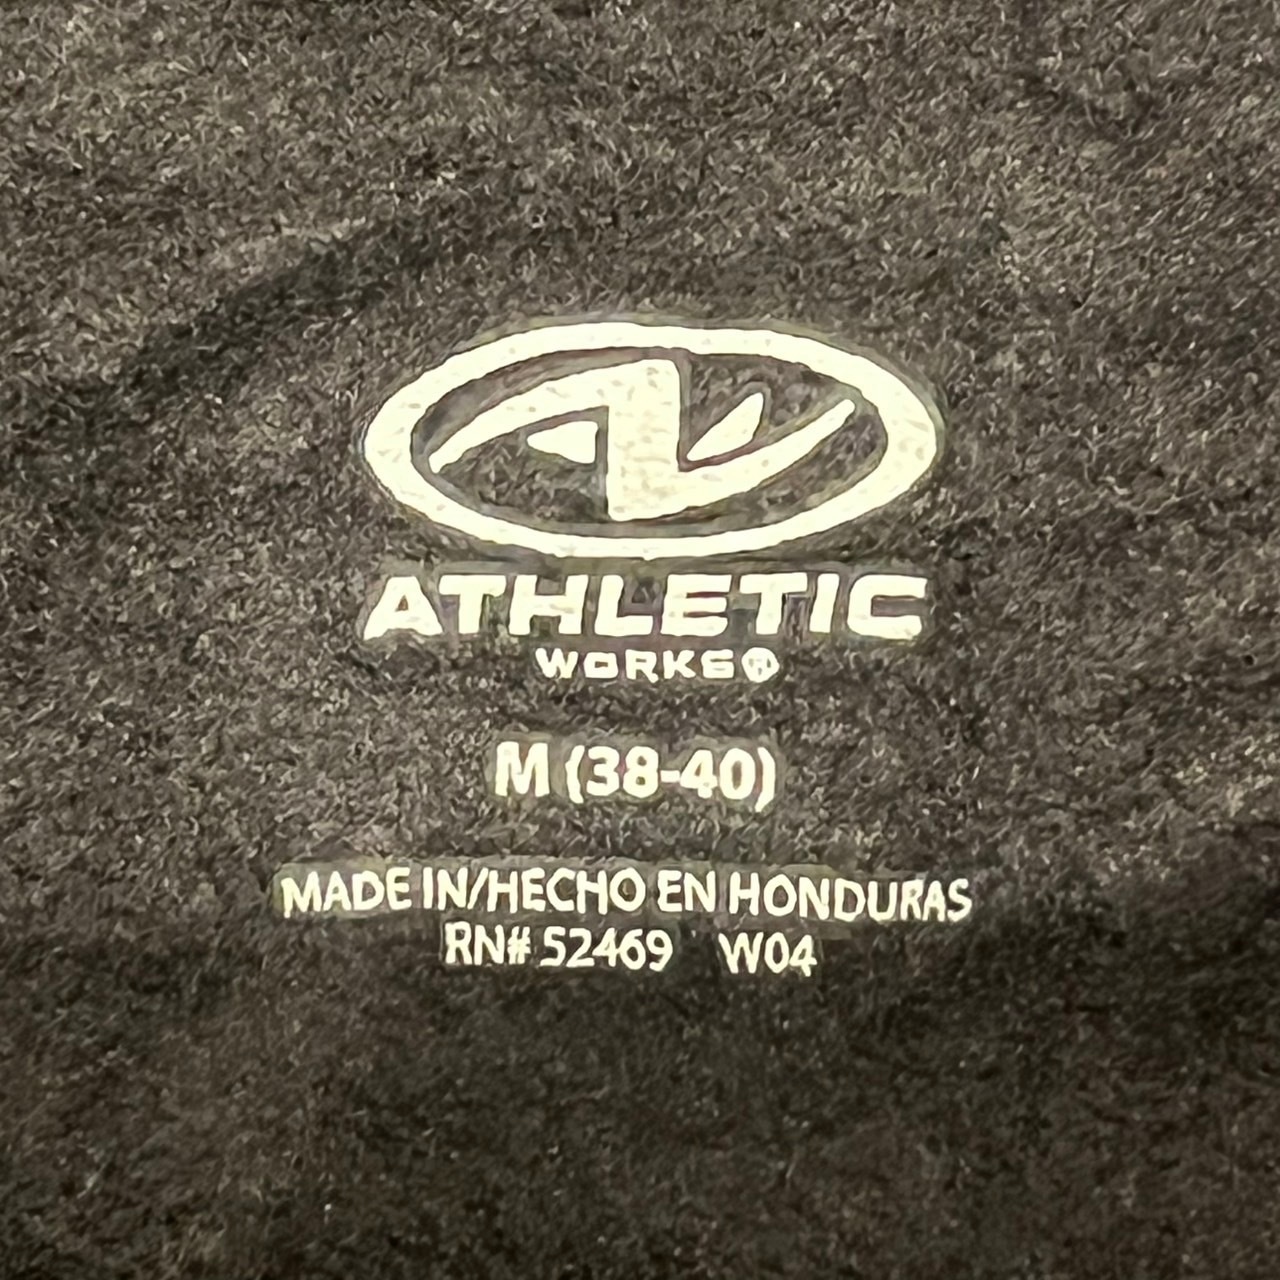 ATHLETIC
WORKS®
M (38-40)
MADE IN/HECHO EN HONDURAS
RN# 52469 W04